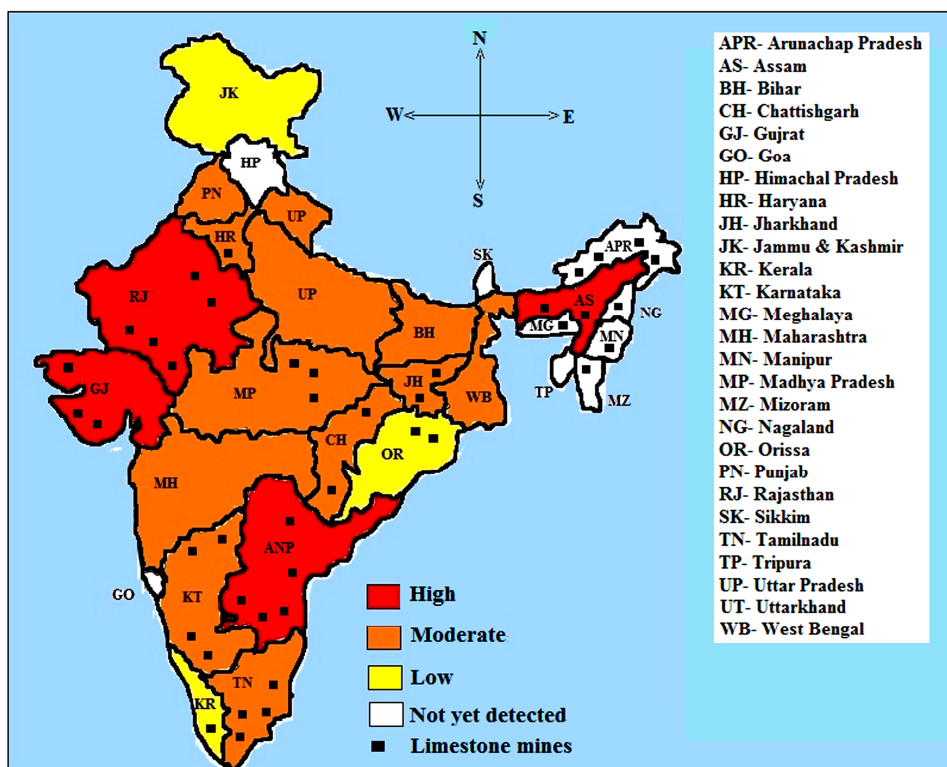 N
W
E
S
JK
HP
PN
UP
HR
RJ
UP
SK
APR
AS
NG
MG
MN
BH
TP
MZ
GJ
MP
JH
WB
CH
OR
MH
ANP
GO
KT
TN
KR
High
Moderate
Low
Not yet detected
Limestone mines
APR- Arunachap Pradesh
AS- Assam
BH- Bihar
CH- Chattishgarh
GJ- Gujrat
GO- Goa
HP- Himachal Pradesh
HR- Haryana
JH- Jharkhand
JK- Jammu & Kashmir
KR- Kerala
KT- Karnataka
MG- Meghalaya
MH- Maharashtra
MN- Manipur
MP- Madhya Pradesh
MZ- Mizoram
NG- Nagaland
OR- Orissa
PN- Punjab
RJ- Rajasthan
SK- Sikkim
TN- Tamilnadu
TP- Tripura
UP- Uttar Pradesh
UT- Uttarkhand
WB- West Bengal